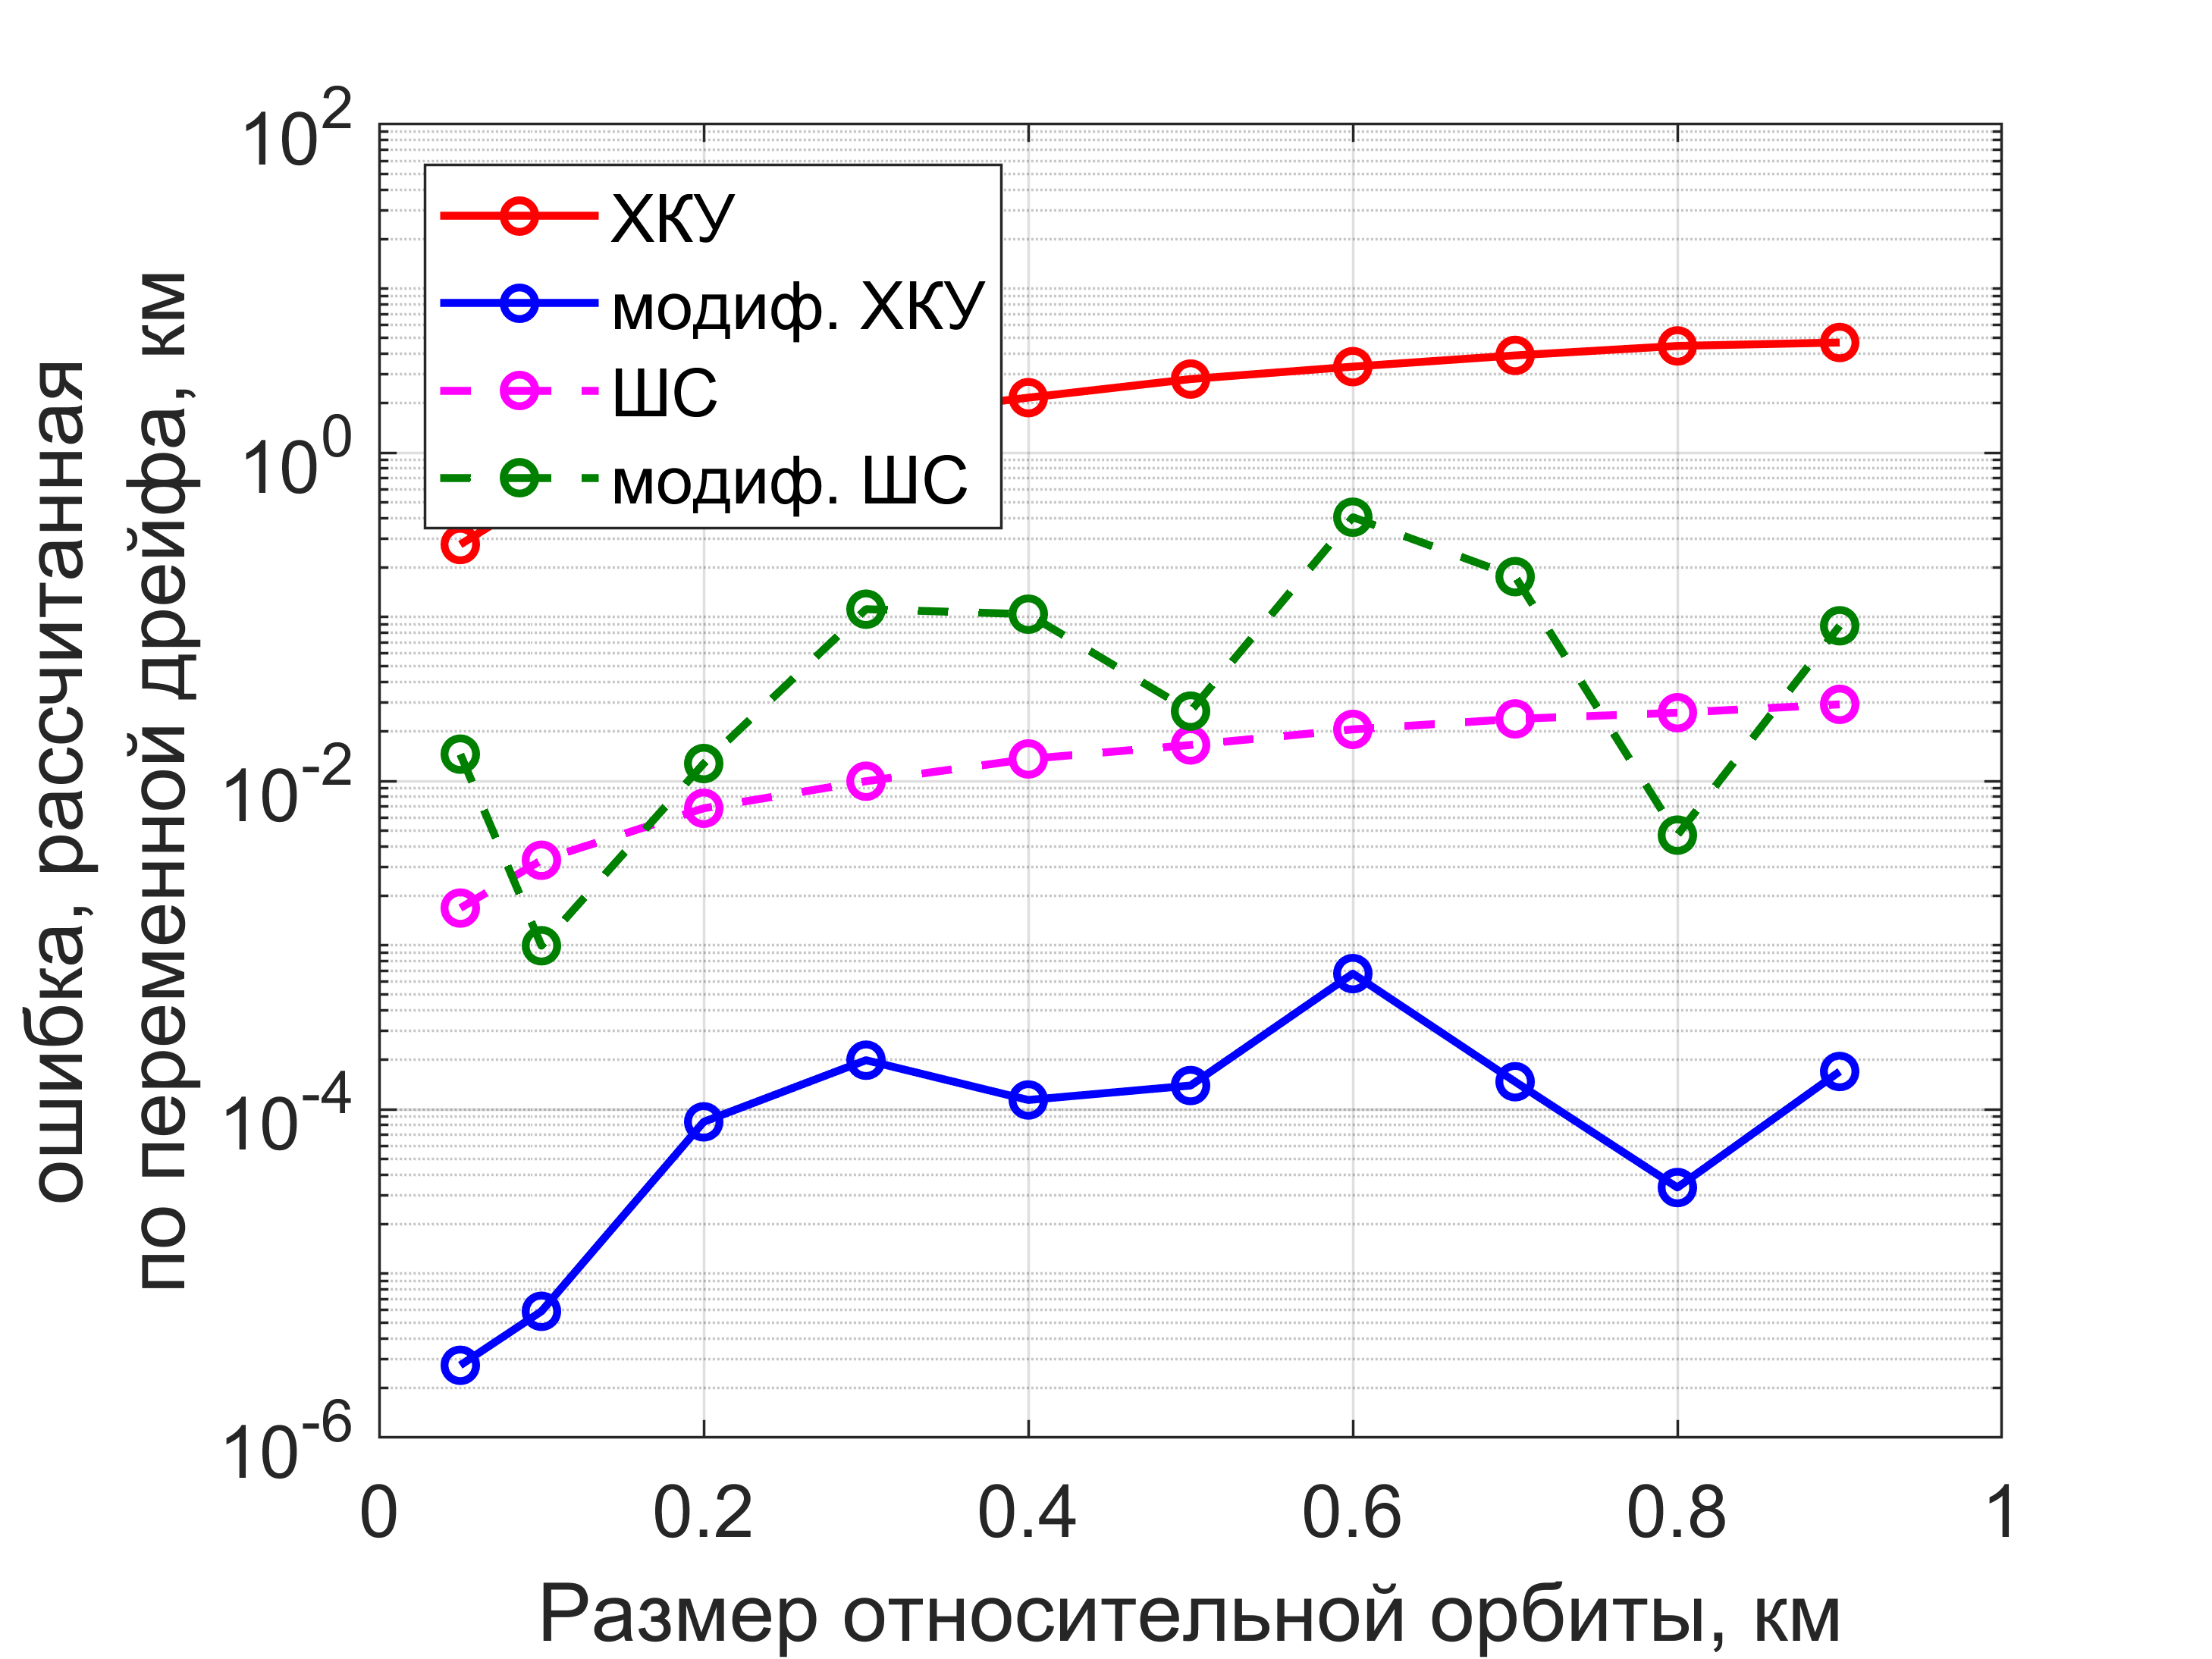 ошибка, рассчитанная
по переменной дрейфа, км
10^2
10^0
10^-2
10^-4
10^-6
ХКУ
модиф. ХКУ
ШС
модиф. ШС
0 0.2 0.4 0.6 0.8 1
Размер относительной орбиты, км